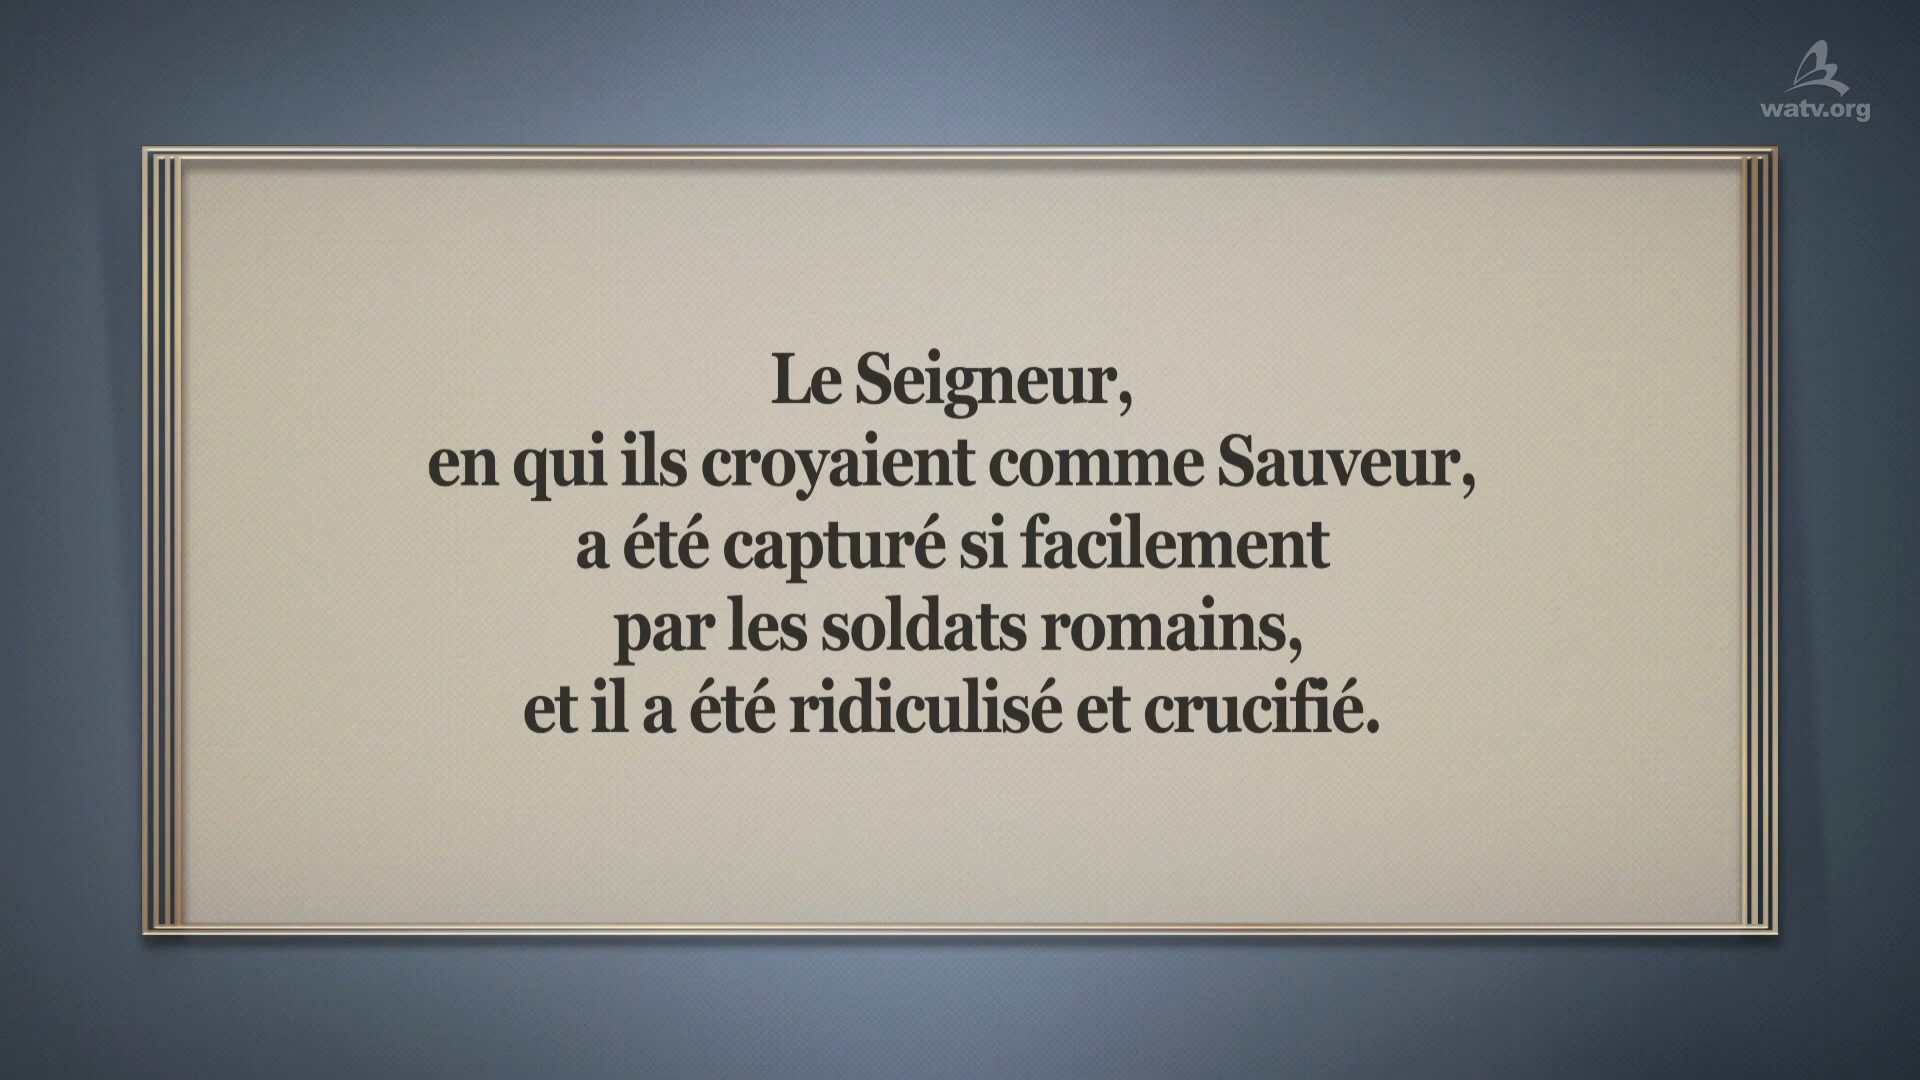 watv.org
Le Seigneur,
en qui ils croyaient comme Sauveur,
a été capturé si facilement
par les soldats romains,
et il a été ridiculisé et crucifié.